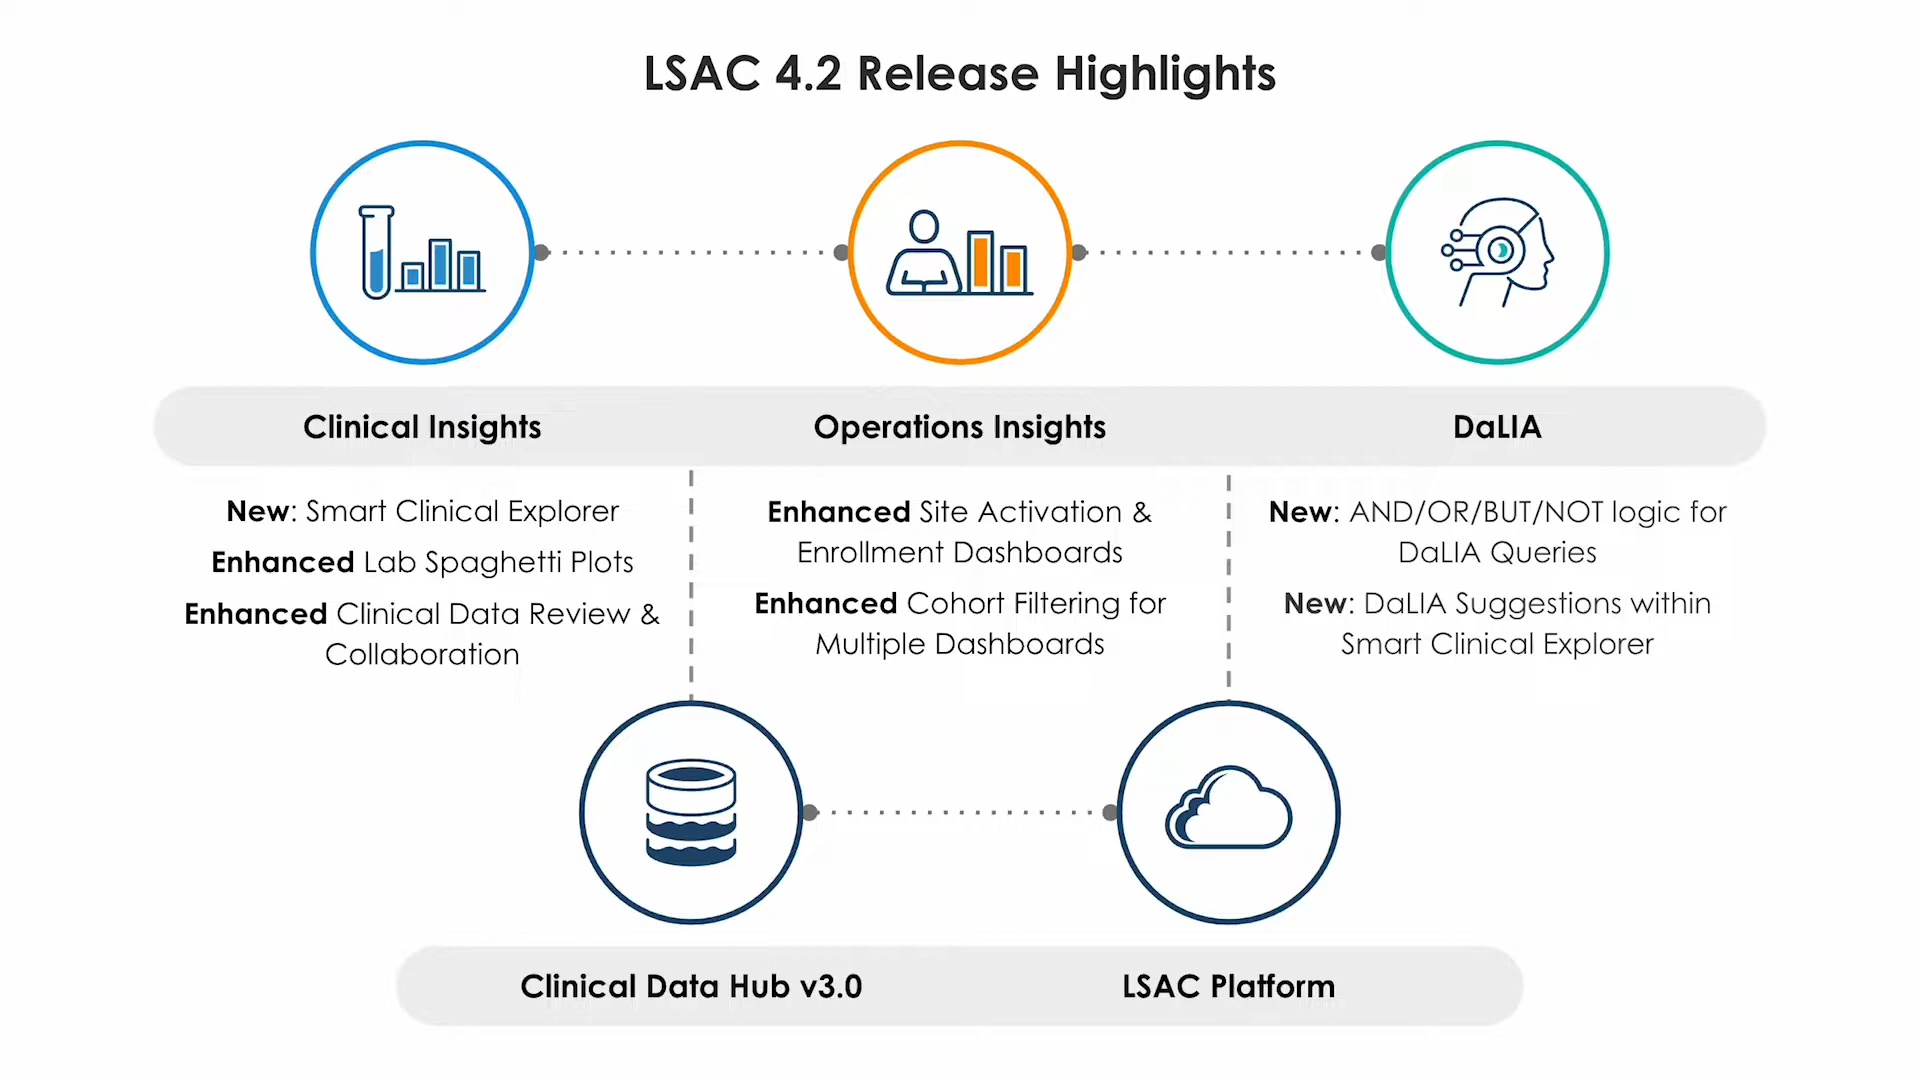 LSAC 4.2 Release Highlights
Clinical Insights
New: Smart Clinical Explorer
Enhanced Lab Spaghetti Plots
Enhanced Clinical Data Review &
Collaboration
Operations Insights
Enhanced Site Activation &
Enrollment Dashboards
Enhanced Cohort Filtering for
Multiple Dashboards
DaLIA
New: AND/OR/BUT/NOT logic for
DaLIA Queries
New: DaLIA Suggestions within
Smart Clinical Explorer
Clinical Data Hub v3.0
LSAC Platform